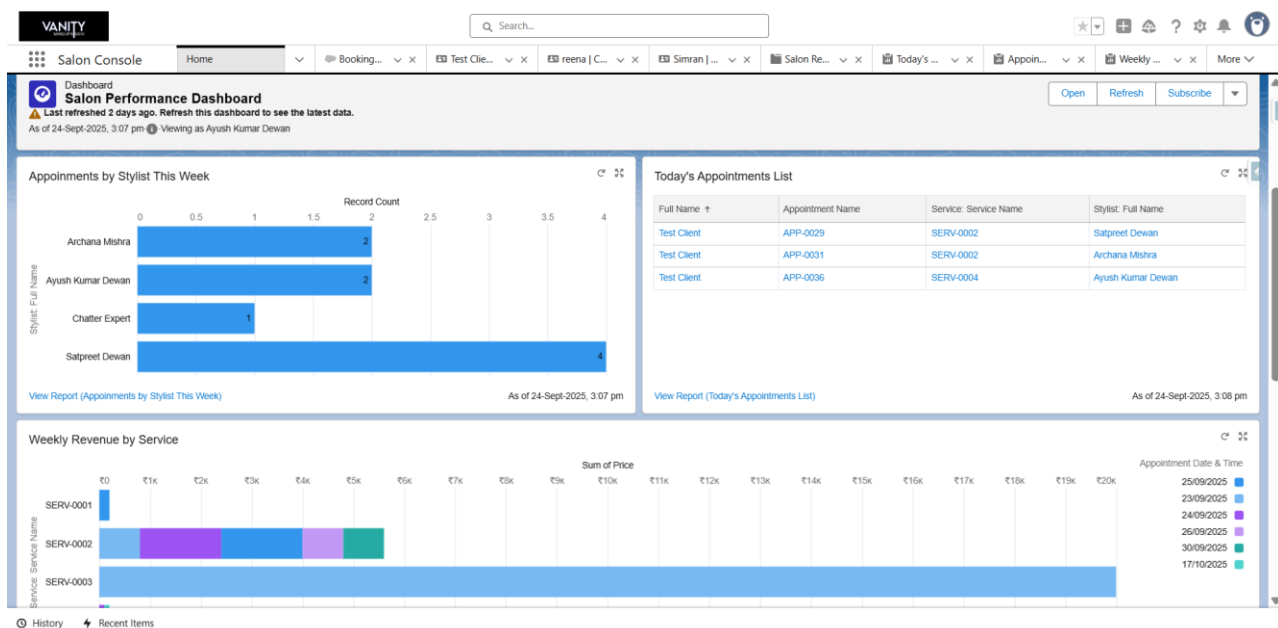 VANITY
Search...
Salon Console
Home
Booking...
Test Clie...
reena | C...
Simran | ...
Salon Re...
Today's ...
Appoin...
Weekly ...
More
Dashboard
Salon Performance Dashboard
Last refreshed 2 days ago. Refresh this dashboard to see the latest data.
As of 24-Sept-2025, 3:07 pm Viewing as Ayush Kumar Dewan
Open
Refresh
Subscribe
Appoinments by Stylist This Week
Record Count
0 0.5 1 1.5 2 2.5 3 3.5 4
Stylist: Full Name
Archana Mishra 2
Ayush Kumar Dewan 2
Chatter Expert 1
Satpreet Dewan 4
View Report (Appoinments by Stylist This Week)
As of 24-Sept-2025, 3:07 pm
Today's Appointments List
Full Name ↑ Appointment Name Service: Service Name Stylist: Full Name
Test Client APP-0029 SERV-0002 Satpreet Dewan
Test Client APP-0031 SERV-0002 Archana Mishra
Test Client APP-0036 SERV-0004 Ayush Kumar Dewan
View Report (Today's Appointments List)
As of 24-Sept-2025, 3:08 pm
Weekly Revenue by Service
Sum of Price
₹0 ₹1K ₹2K ₹3K ₹4K ₹5K ₹6K ₹7K ₹8K ₹9K ₹10K ₹11K ₹12K ₹13K ₹14K ₹15K ₹16K ₹17K ₹18K ₹19K ₹20K
Service: Service Name
SERV-0001
SERV-0002
SERV-0003
Appointment Date & Time
25/09/2025
23/09/2025
24/09/2025
26/09/2025
30/09/2025
17/10/2025
History
Recent Items